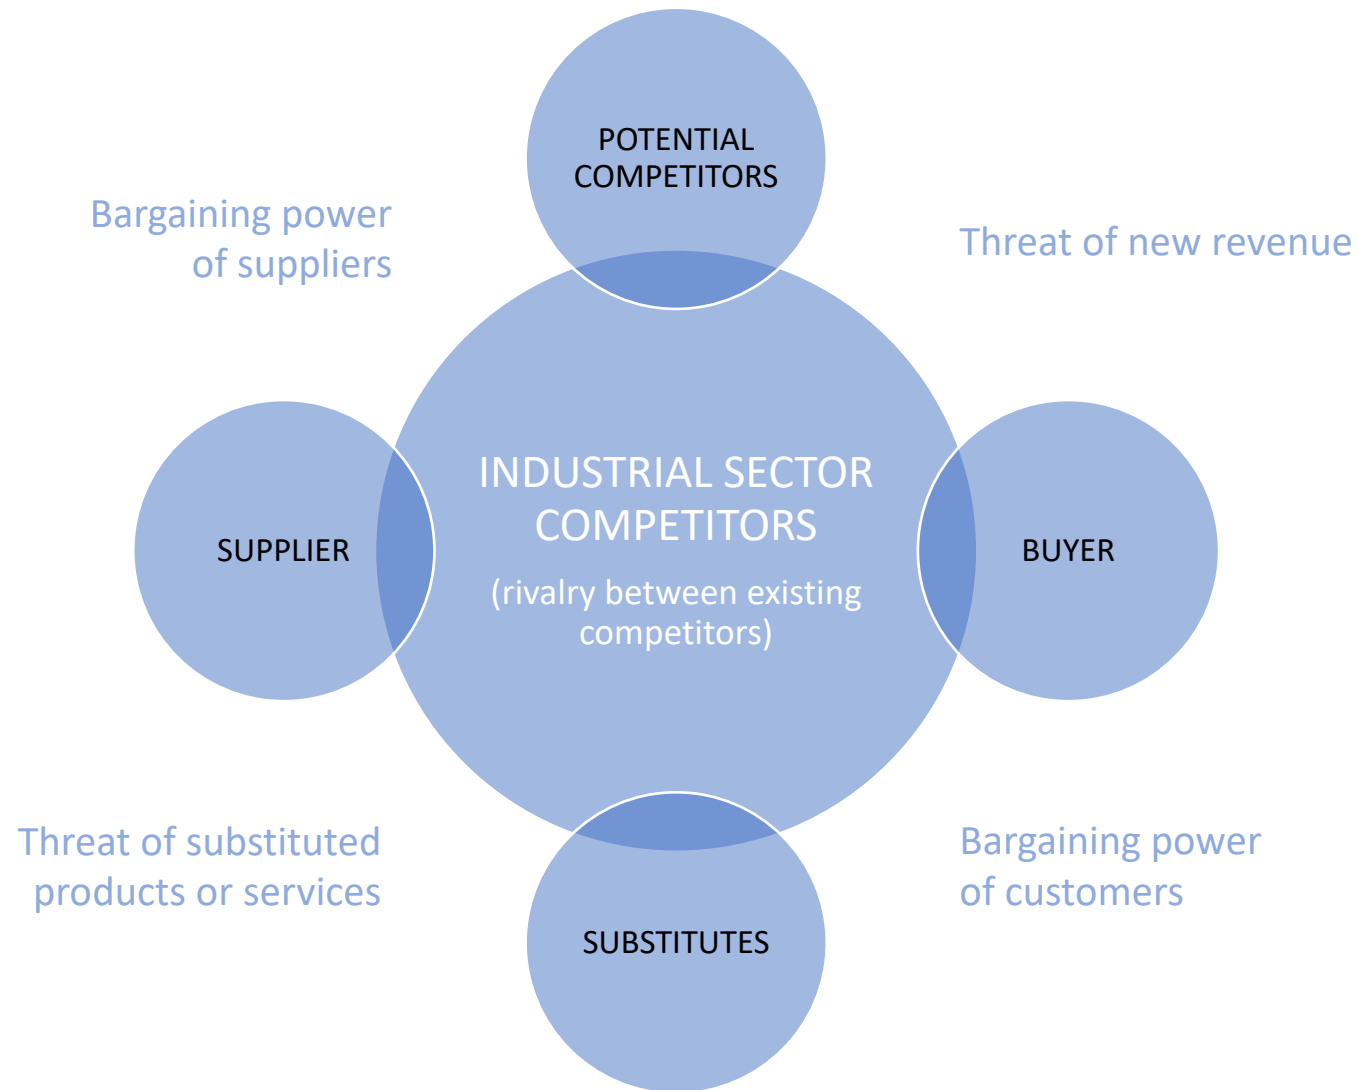 POTENTIAL
COMPETITORS
Bargaining power
of suppliers
Threat of new revenue
INDUSTRIAL SECTOR
COMPETITORS
(rivalry between existing
competitors)
SUPPLIER
BUYER
Threat of substituted
products or services
Bargaining power
of customers
SUBSTITUTES